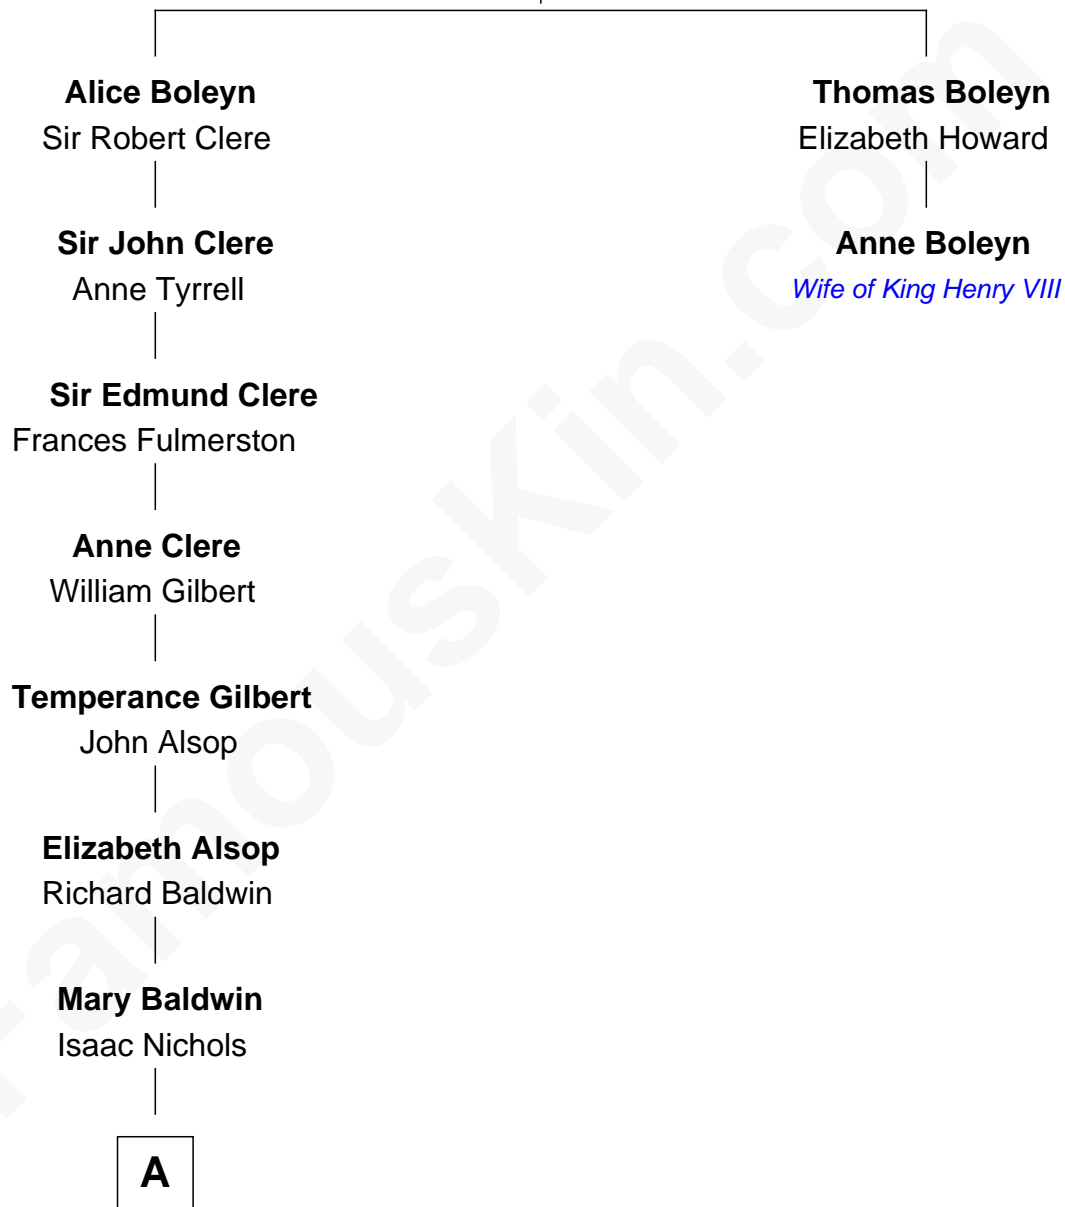 Alice Boleyn
Sir Robert Clere
Thomas Boleyn
Elizabeth Howard
Sir John Clere
Anne Tyrrell
Anne Boleyn
Wife of King Henry VIII
Sir Edmund Clere
Frances Fulmerston
Anne Clere
William Gilbert
Temperance Gilbert
John Alsop
Elizabeth Alsop
Richard Baldwin
Mary Baldwin
Isaac Nichols
A
FamousKin.com